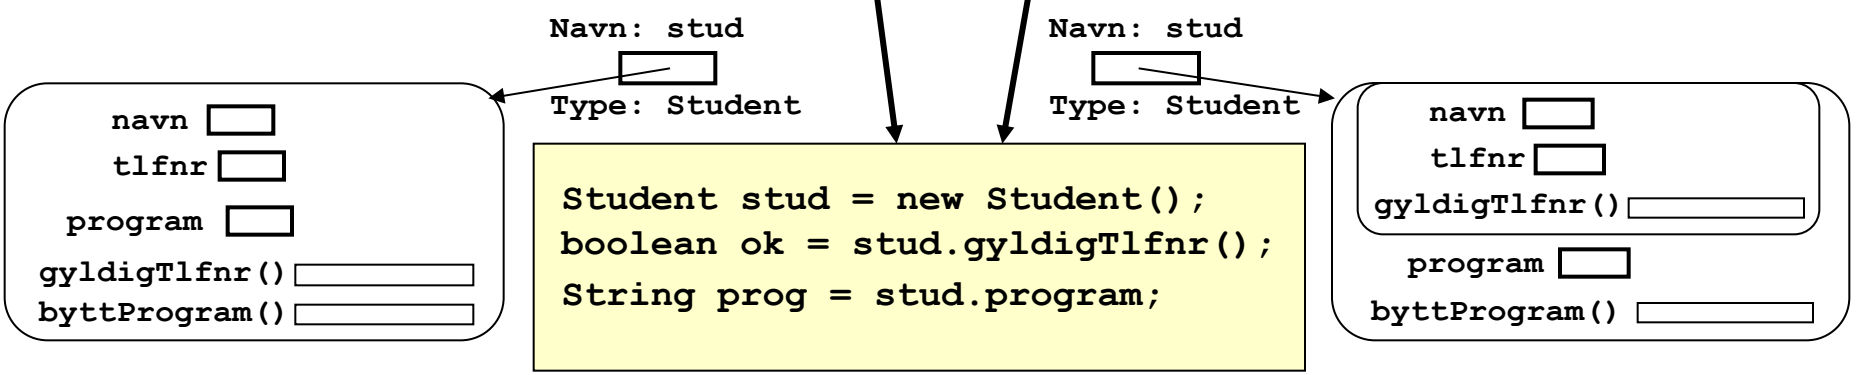 Navn: stud
Type: Student
navn
tlfnr
program
gyldigTlfnr()
byttProgram()
Student stud = new Student();
boolean ok = stud.gyldigTlfnr();
String prog = stud.program;
Navn: stud
Type: Student
navn
tlfnr
gyldigTlfnr()
program
byttProgram()